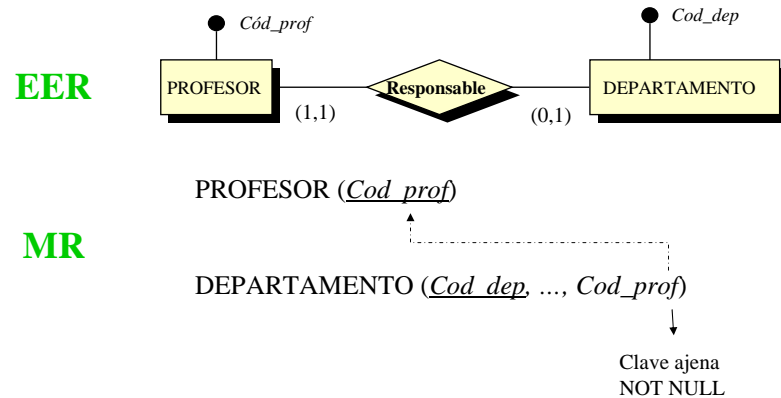 Cód_prof
Cod_dep
EER
PROFESOR
Responsable
DEPARTAMENTO
(1,1)
(0,1)
PROFESOR (Cod_prof)
MR
DEPARTAMENTO (Cod_dep, ..., Cod_prof)
Clave ajena
NOT NULL